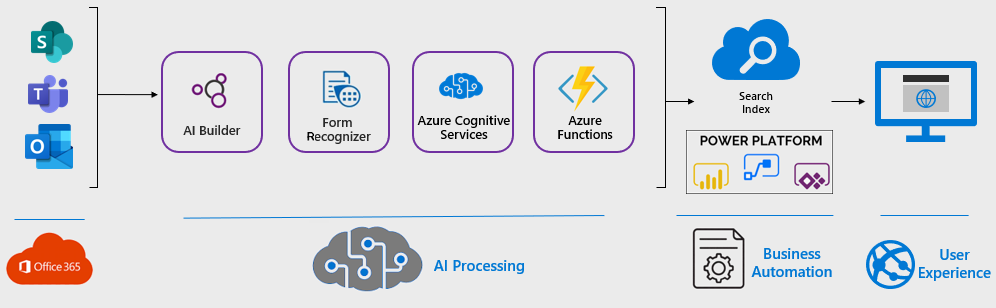 S
T
O
AI Builder
Form
Recognizer
Azure Cognitive
Services
Azure
Functions
Search
Index
POWER PLATFORM
Office 365
AI Processing
Business
Automation
User
Experience